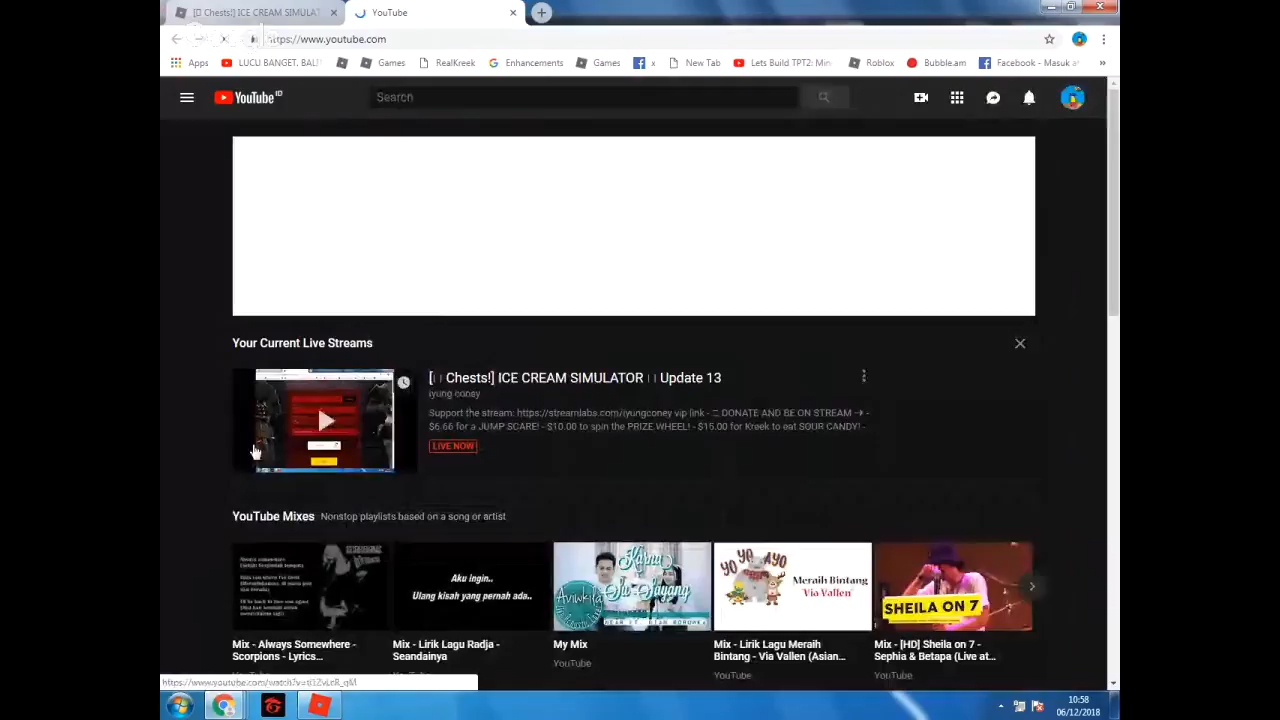 Chests!] ICE CREAM SIMULAT
YouTube
https://www.youtube.com
Apps
LUCU BANGET, BAL!
Games
RealKreek
Enhancements
Games
x
New Tab
Lets Build TPT2: Min
Roblox
Bubble.am
Facebook - Masuk at
YouTube ID
Search
Your Current Live Streams
Chests!] ICE CREAM SIMULATOR Update 13
iyung coney
Support the stream: https://streamlabs.com/iyungconey vip link - DONATE AND BE ON STREAM -
$6.66 for a JUMP SCARE! - $10.00 to spin the PRIZE WHEEL! - $15.00 for Kreek to eat SOUR CANDY! -
LIVE NOW
YouTube Mixes Nonstop playlists based on a song or artist
Aku ingin..
Ulang kisah yang pernah ada..
AVIWKILA
YO YA AYO
Meraih Bintang
Via Vallen
SHEILA ON 7
Mix - Always Somewhere -
Scorpions - Lyrics...
Mix - Lirik Lagu Radja -
Seandainya
My Mix
YouTube
Mix - Lirik Lagu Meraih
Bintang - Via Vallen (Asian...
YouTube
Mix - [HD] Sheila on 7 -
Sephia & Betapa (Live at...
YouTube
10:58
06/12/2018